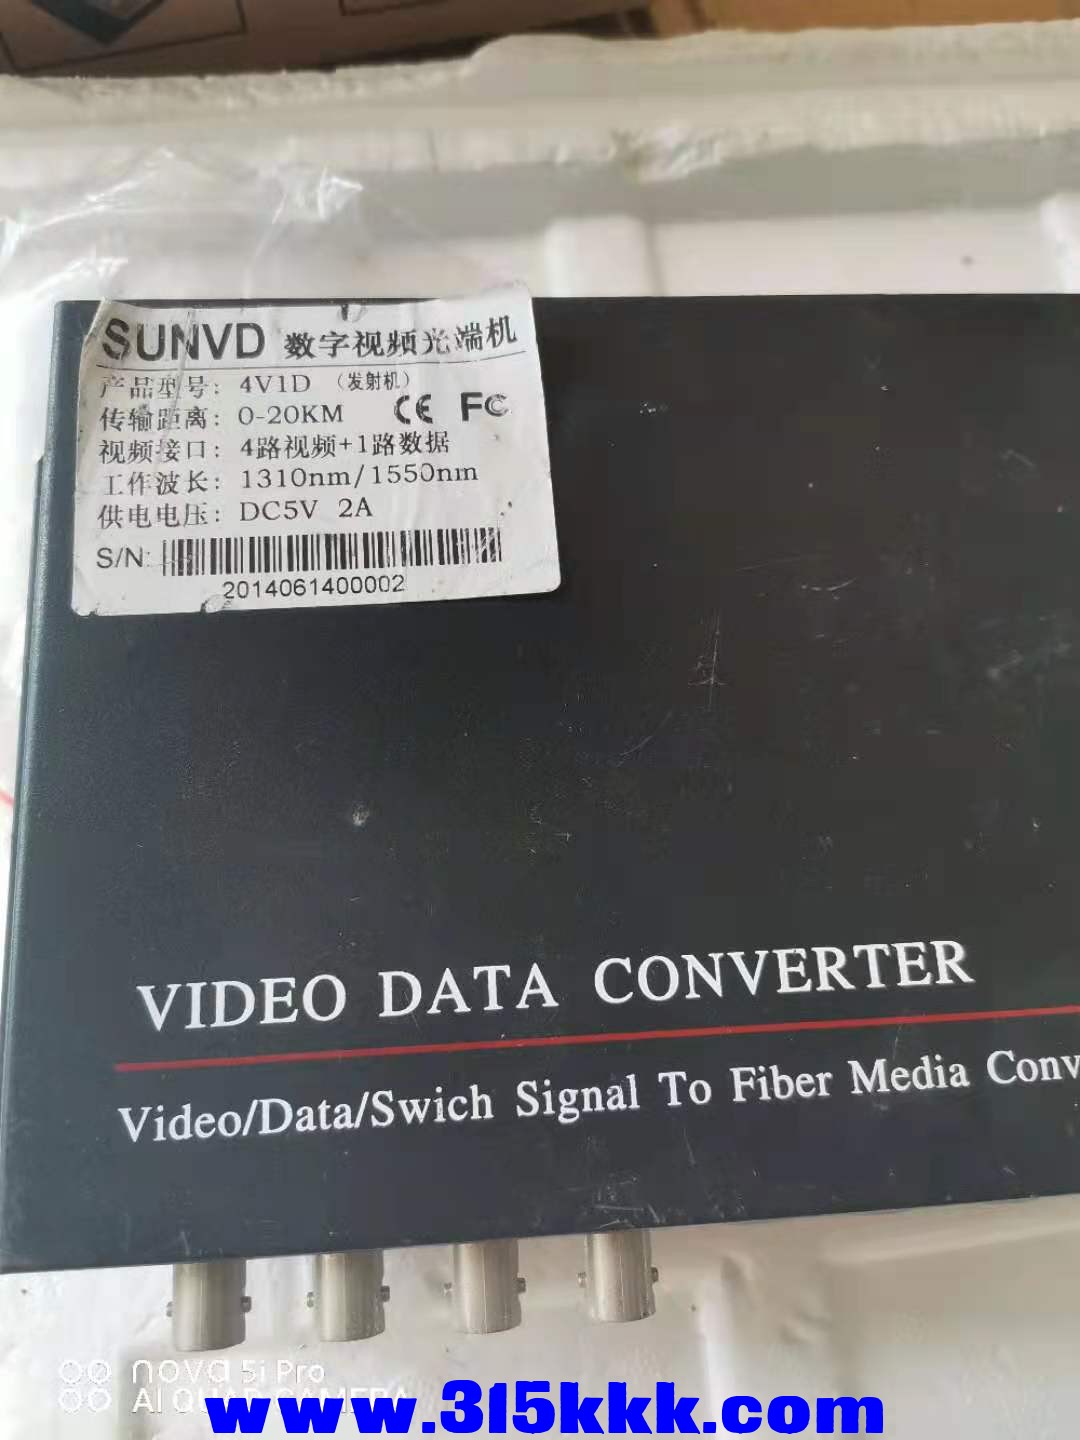 SUNVD 数字视频光端机
产品型号: 4V1D (发射机)
传输距离: 0-20KM CE FC
视频接口: 4路视频+1路数据
工作波长: 1310nm/1550nm
供电电压: DC5V 2A
S/N:
2014061400002
VIDEO DATA CONVERTER
Video/Data/Swich Signal To Fiber Media Conv
nova 5i Pro
AI QUAD CAMERA
www.315kkk.com